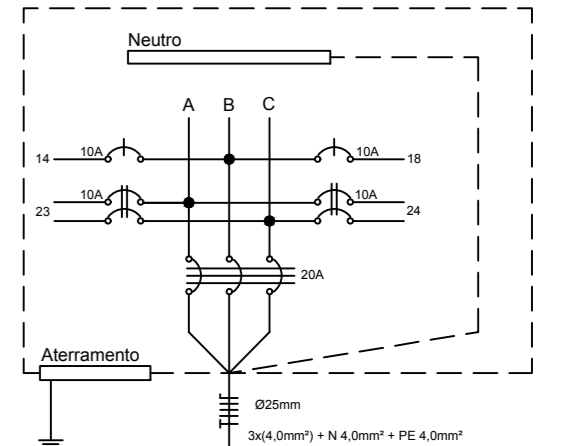 Neutro
A B C
14 10A 10A 18
10A 10A
23 24
20A
Aterramento
Ø25mm
3x(4,0mm²) + N 4,0mm² + PE 4,0mm²